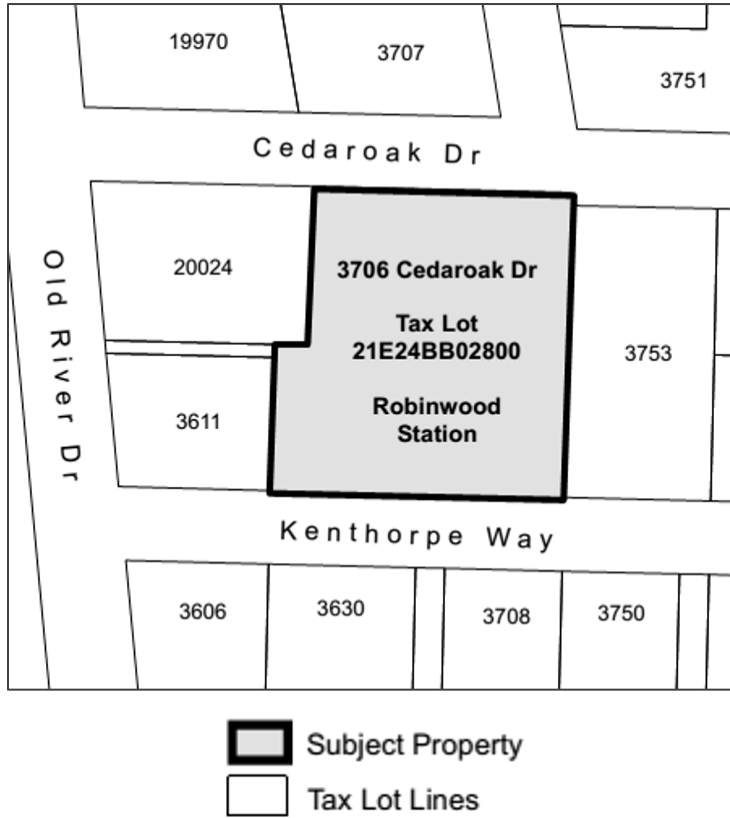 19970
3707
3751
Cedaroak Dr
Old River Dr
20024
3706 Cedaroak Dr
Tax Lot
21E24BB02800
Robinwood
Station
3753
3611
Kenthorpe Way
3606
3630
3708
3750
Subject Property
Tax Lot Lines